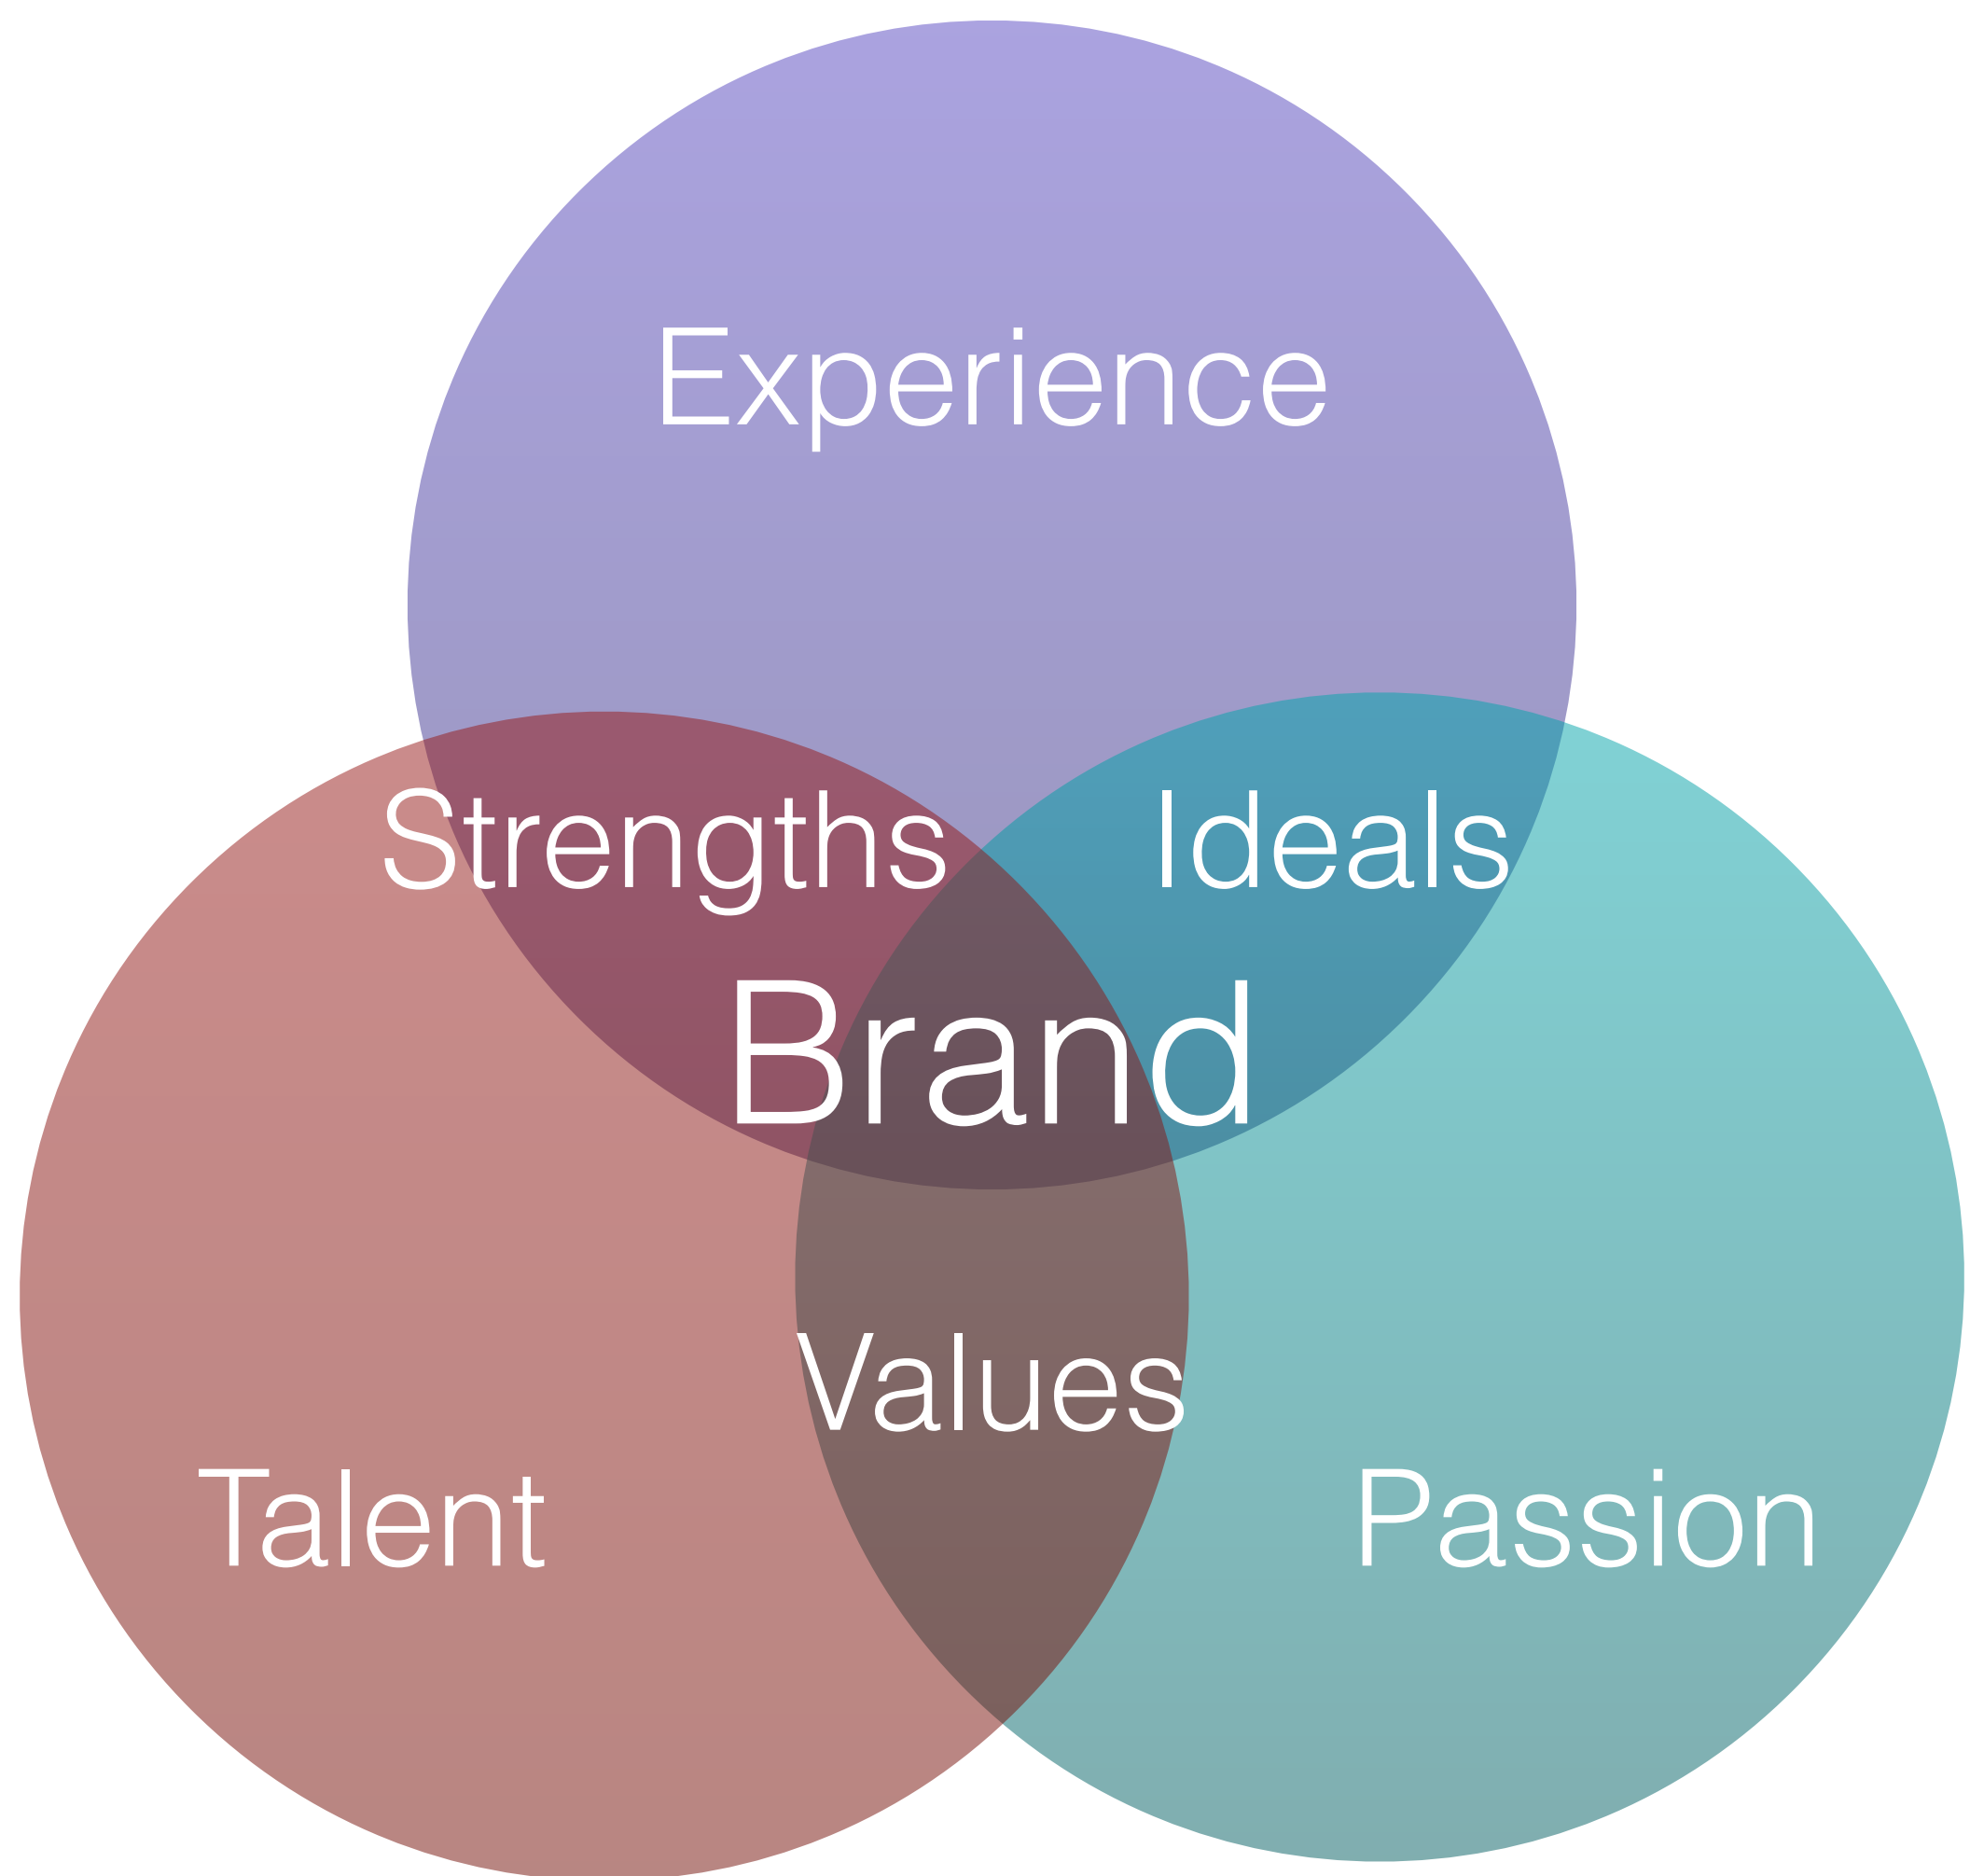 Experience
Strengths
Ideals
Brand
Values
Talent
Passion